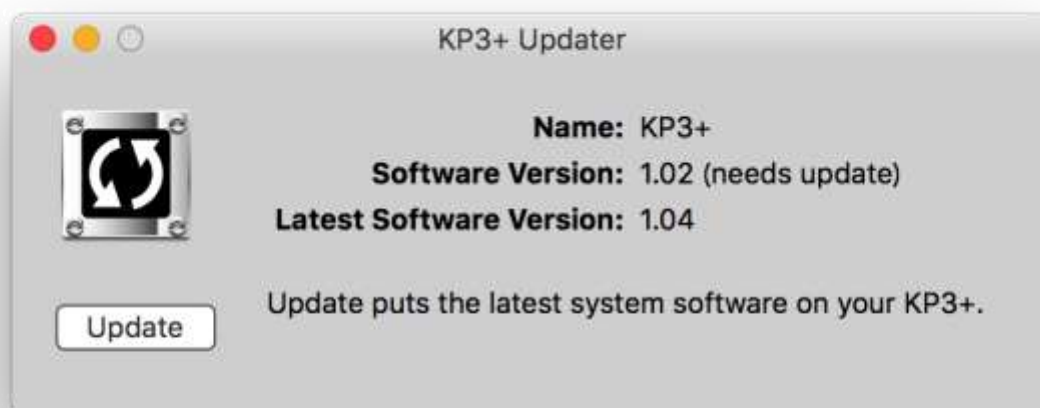 KP3+ Updater
Name: KP3+
Software Version: 1.02 (needs update)
Latest Software Version: 1.04
Update puts the latest system software on your KP3+.
Update